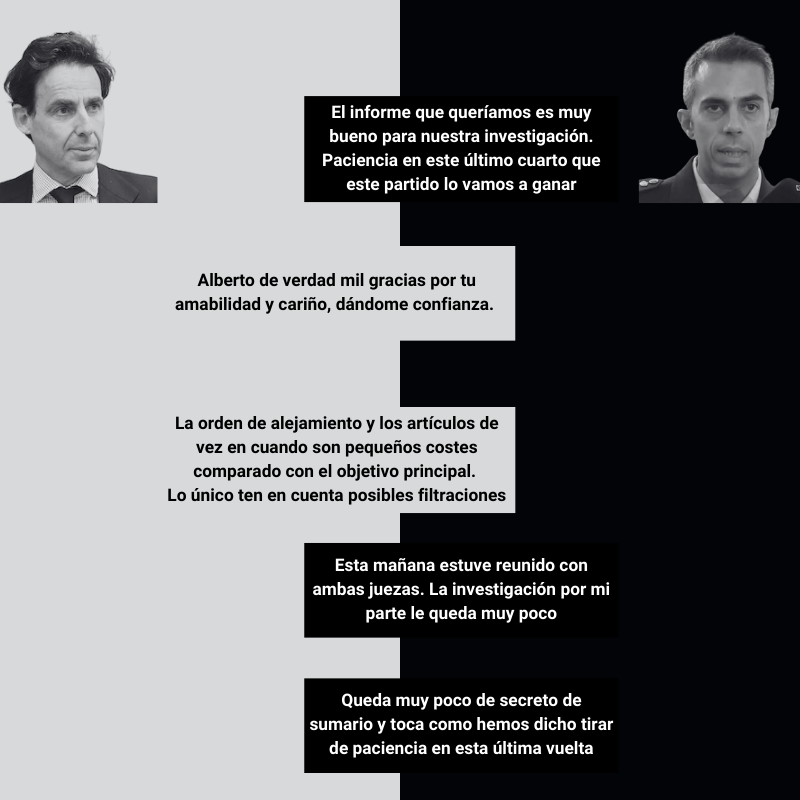 El informe que queríamos es muy
bueno para nuestra investigación.
Paciencia en este último cuarto que
este partido lo vamos a ganar
Alberto de verdad mil gracias por tu
amabilidad y cariño, dándome confianza.
La orden de alejamiento y los artículos de
vez en cuando son pequeños costes
comparado con el objetivo principal.
Lo único ten en cuenta posibles filtraciones
Esta mañana estuve reunido con
ambas juezas. La investigación por mi
parte le queda muy poco
Queda muy poco de secreto de
sumario y toca como hemos dicho tirar
de paciencia en esta última vuelta